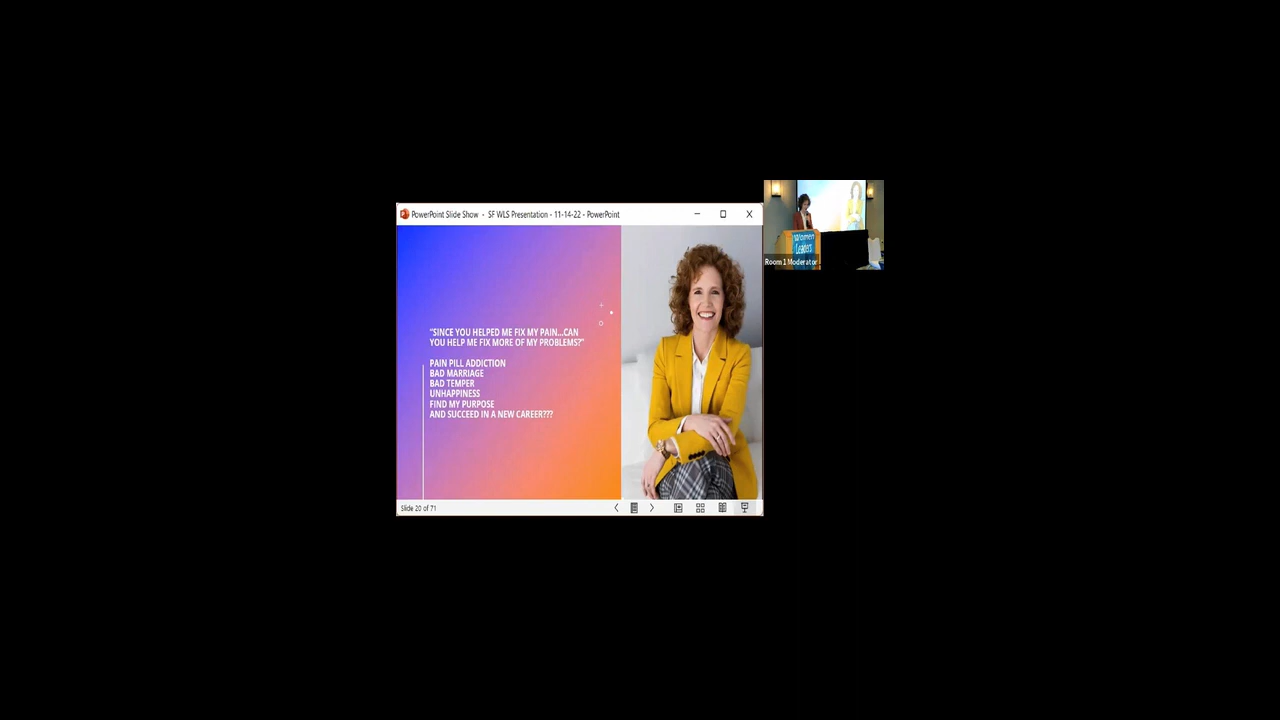 PowerPoint Slide Show - SF WLS Presentation - 11-14-22 - PowerPoint
"SINCE YOU HELPED ME FIX MY PAIN...CAN
YOU HELP ME FIX MORE OF MY PROBLEMS?"
PAIN PILL ADDICTION
BAD MARRIAGE
BAD TEMPER
UNHAPPINESS
FIND MY PURPOSE
AND SUCCEED IN A NEW CAREER???
Slide 20 of 71
Women
Leaders
Room 1 Moderator